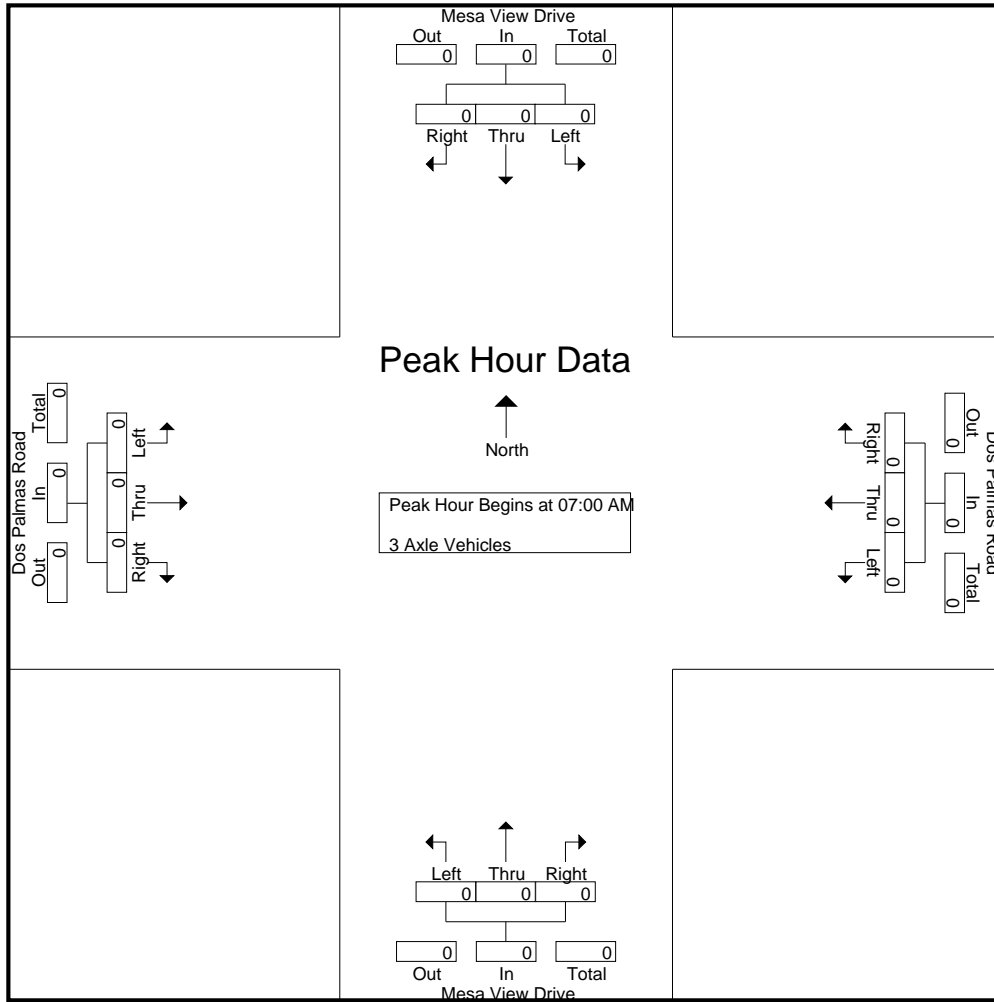 Mesa View Drive
Out In Total
0 0 0
0 0 0
Right Thru Left
Peak Hour Data
North
Peak Hour Begins at 07:00 AM
3 Axle Vehicles
Dos Palmas Road
Total In Out
0 0 0
0 0 0
Left Thru Right
Right Thru Left
0 0 0
0 0 0
Out In Total
Dos Palmas Road
Left Thru Right
0 0 0
0 0 0
Out In Total
Mesa View Drive